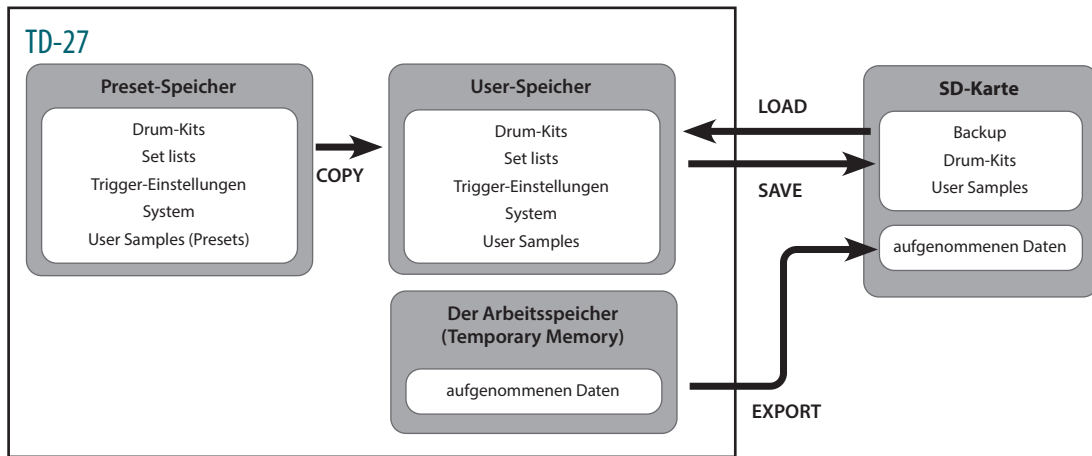 TD-27
Preset-Speicher
Drum-Kits
Set lists
Trigger-Einstellungen
System
User Samples (Presets)
COPY
User-Speicher
Drum-Kits
Set lists
Trigger-Einstellungen
System
User Samples
LOAD
SAVE
SD-Karte
Backup
Drum-Kits
User Samples
aufgenommenen Daten
Der Arbeitsspeicher
(Temporary Memory)
aufgenommenen Daten
EXPORT